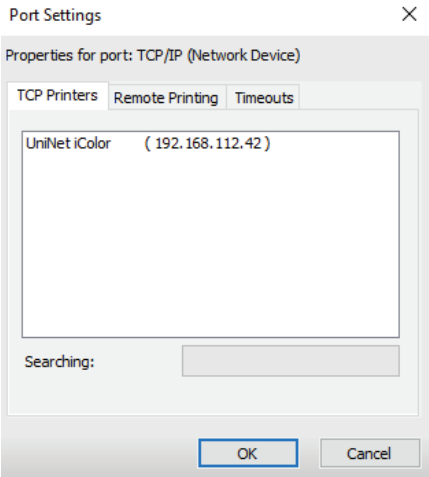 Port Settings
Properties for port: TCP/IP (Network Device)
TCP Printers Remote Printing Timeouts
UniNet iColor ( 192.168.112.42 )
Searching:
OK Cancel